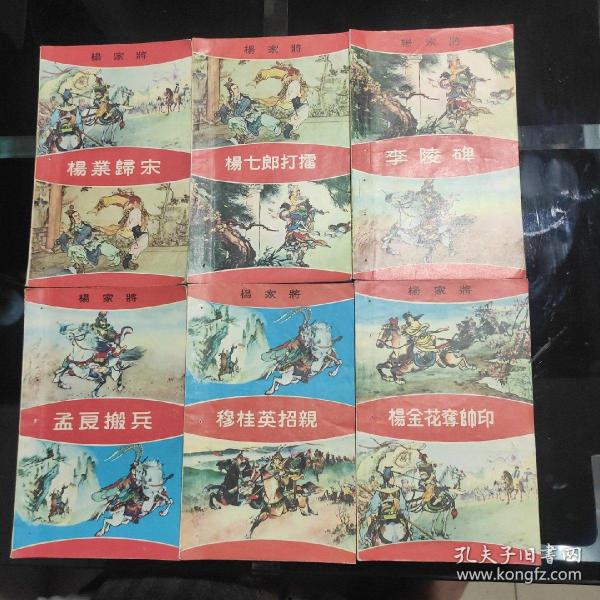 楊家將
楊業歸宋
楊家將
楊七郎打擂
楊家將
李陵碑
楊家將
孟良搬兵
楊家將
穆桂英招親
楊家將
楊金花奪帥印
孔夫子旧书网
www.kongfz.com